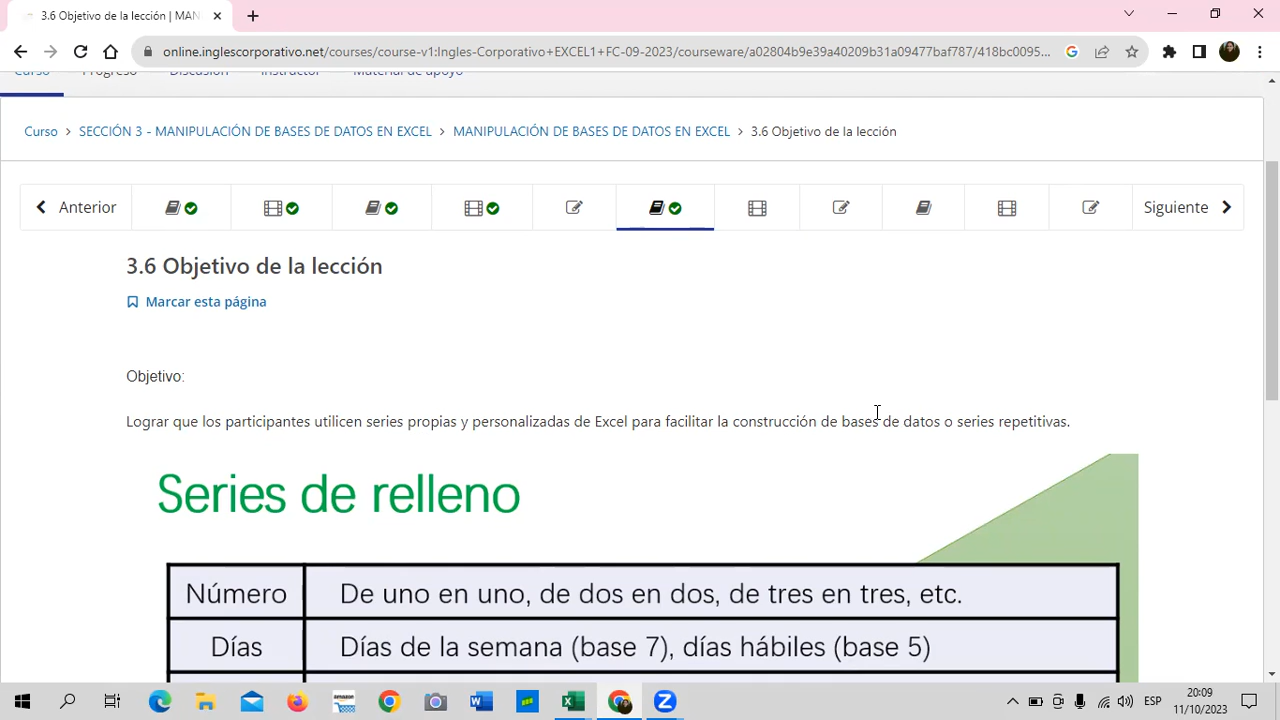 3.6 Objetivo de la lección | MAN
online.inglescorporativo.net/courses/course-v1:Ingles-Corporativo+EXCEL1+FC-09-2023/courseware/a02804b9e39a40209b31a09477baf787/418bc0095...
Curso Progreso Discusión Instructor Material de apoyo
Curso > SECCIÓN 3 - MANIPULACIÓN DE BASES DE DATOS EN EXCEL > MANIPULACIÓN DE BASES DE DATOS EN EXCEL > 3.6 Objetivo de la lección
Anterior Siguiente
3.6 Objetivo de la lección
Marcar esta página
Objetivo:
Lograr que los participantes utilicen series propias y personalizadas de Excel para facilitar la construcción de bases de datos o series repetitivas.
Series de relleno
Número De uno en uno, de dos en dos, de tres en tres, etc.
Días Días de la semana (base 7), días hábiles (base 5)
ESP
20:09
11/10/2023